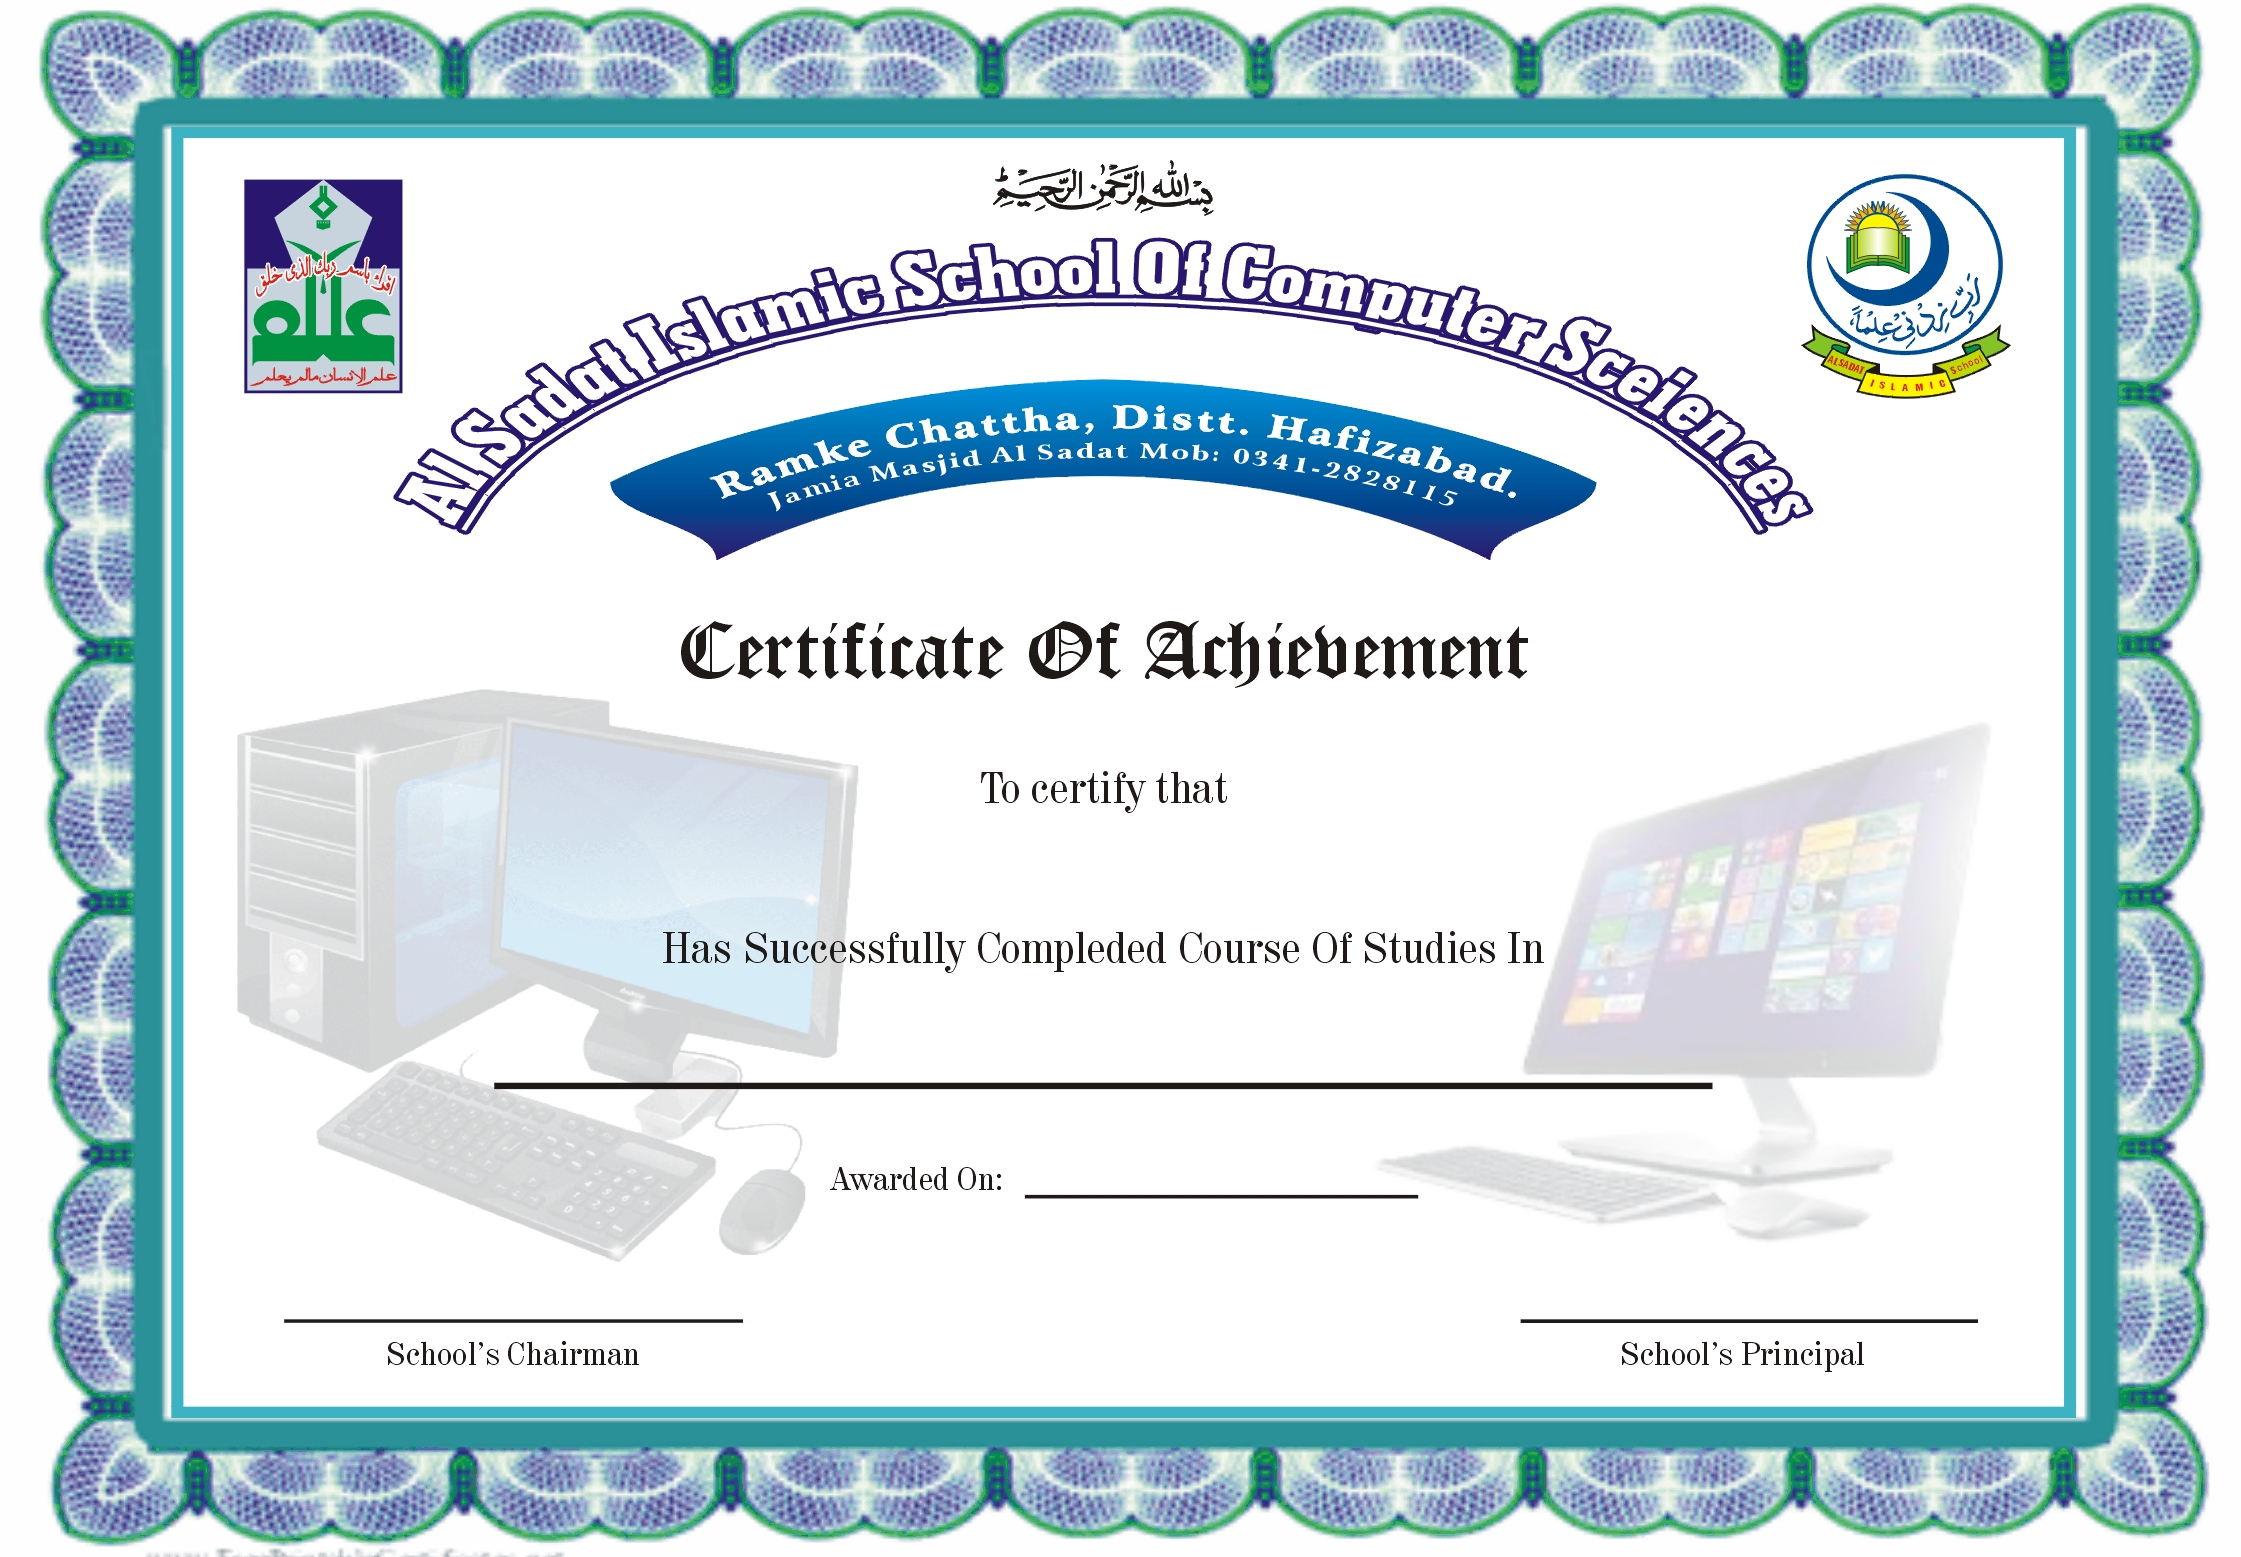 بِسْمِ اللهِ الرَّحْمٰنِ الرَّحِيْمِ
Al Sadat Islamic School Of Computer Sceiences
اقراء باسم ربك الذى خلق
علم
علم الانسان مالم يعلم
رَبِّ زِدْنِيْ عِلْمًا
ALSADAT ISLAMIC School
Ramke Chattha, Distt. Hafizabad.
Jamia Masjid Al Sadat Mob: 0341-2828115
Certificate Of Achievement
To certify that
Has Successfully Compleded Course Of Studies In
Awarded On:
School's Chairman
School's Principal